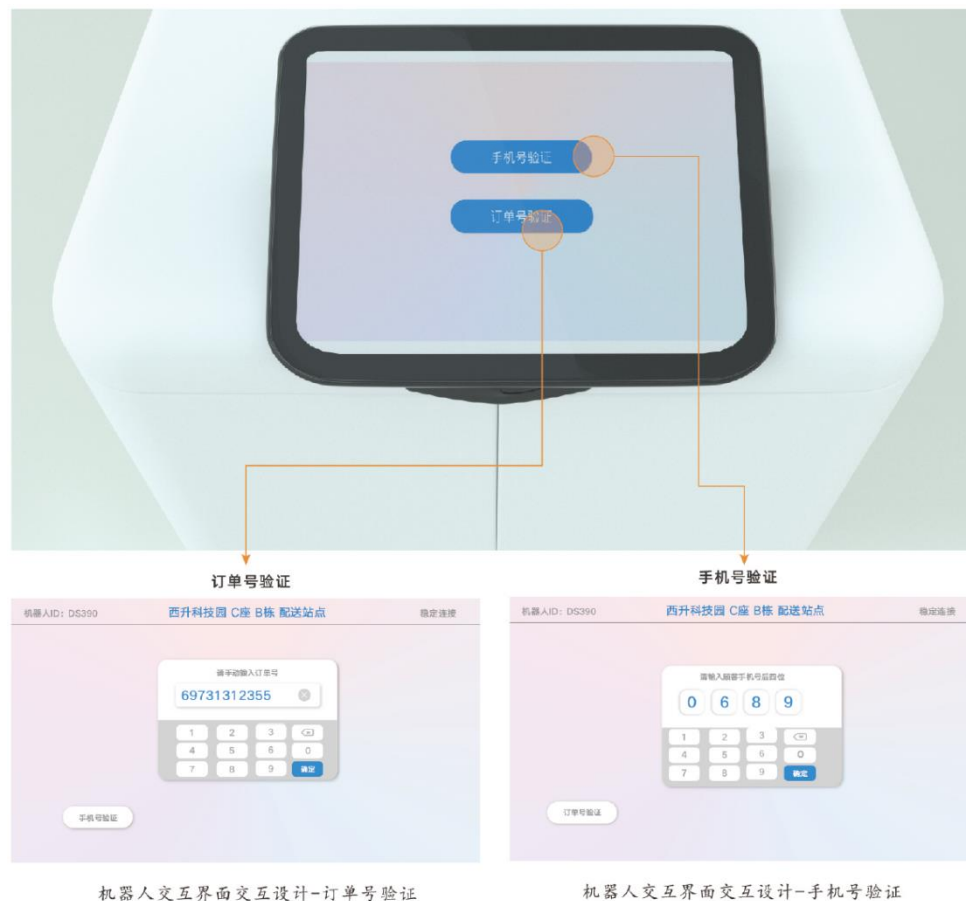 手机号验证
订单号验证
订单号验证
手机号验证
机器人ID: DS390
西升科技园 C座 B栋 配送站点
稳定连接
请手动输入订单号
69731312355
1 2 3
4 5 6 0
7 8 9 确定
手机号验证
机器人ID: DS390
西升科技园 C座 B栋 配送站点
稳定连接
请输入顾客手机号后四位
0 6 8 9
1 2 3
4 5 6 0
7 8 9 确定
订单号验证
机器人交互界面交互设计-订单号验证
机器人交互界面交互设计-手机号验证